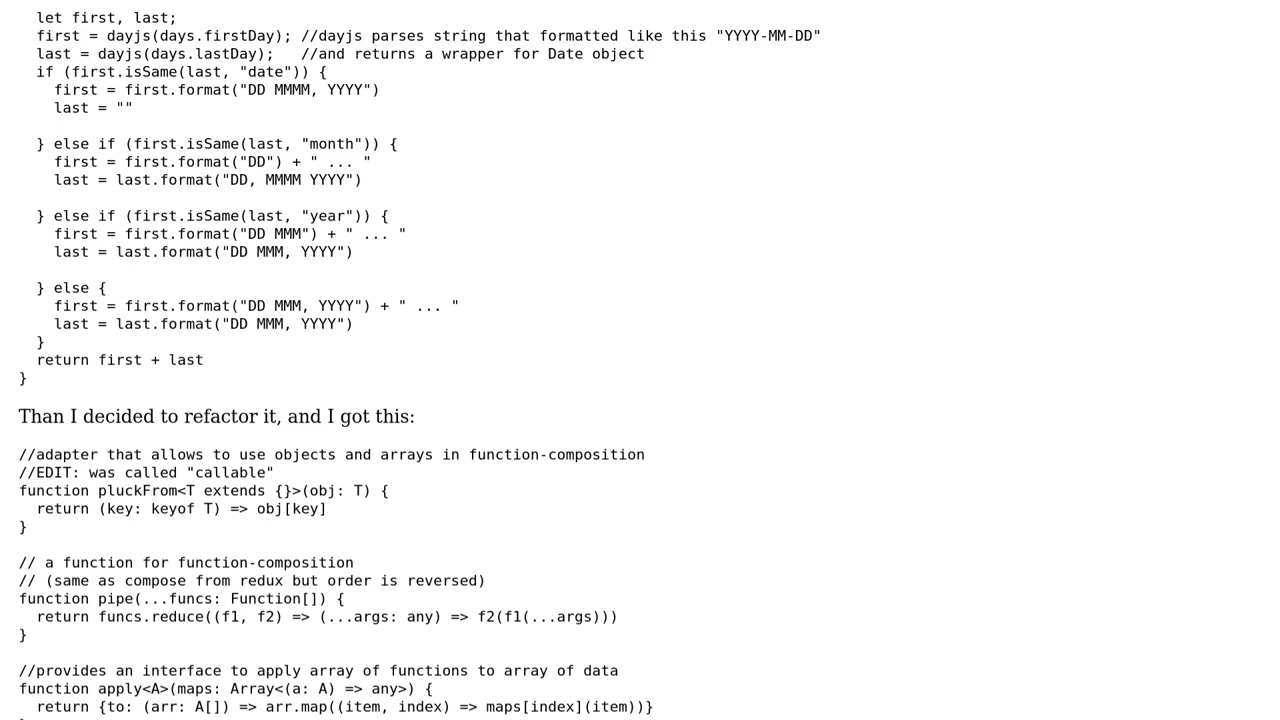 let first, last;
  first = dayjs(days.firstDay); //dayjs parses string that formatted like this "YYYY-MM-DD"
  last = dayjs(days.lastDay);   //and returns a wrapper for Date object
  if (first.isSame(last, "date")) {
    first = first.format("DD MMMM, YYYY")
    last = ""

  } else if (first.isSame(last, "month")) {
    first = first.format("DD") + " ... "
    last = last.format("DD, MMMM YYYY")

  } else if (first.isSame(last, "year")) {
    first = first.format("DD MMM") + " ... "
    last = last.format("DD MMM, YYYY")

  } else {
    first = first.format("DD MMM, YYYY") + " ... "
    last = last.format("DD MMM, YYYY")
  }
  return first + last
}

Than I decided to refactor it, and I got this:

//adapter that allows to use objects and arrays in function-composition
//EDIT: was called "callable"
function pluckFrom<T extends {}>(obj: T) {
  return (key: keyof T) => obj[key]
}

// a function for function-composition
// (same as compose from redux but order is reversed)
function pipe(...funcs: Function[]) {
  return funcs.reduce((f1, f2) => (...args: any) => f2(f1(...args)))
}

//provides an interface to apply array of functions to array of data
function apply<A>(maps: Array<(a: A) => any>) {
  return {to: (arr: A[]) => arr.map((item, index) => maps[index](item))}